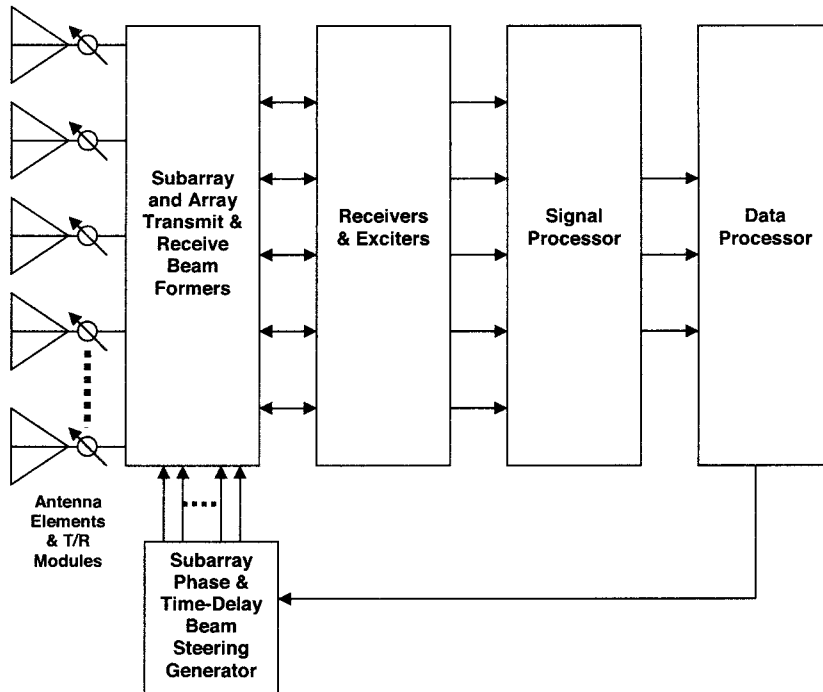 Subarray
and Array
Transmit &
Receive
Beam
Formers
Receivers
& Exciters
Signal
Processor
Data
Processor
Antenna
Elements
& T/R
Modules
Subarray
Phase &
Time-Delay
Beam
Steering
Generator